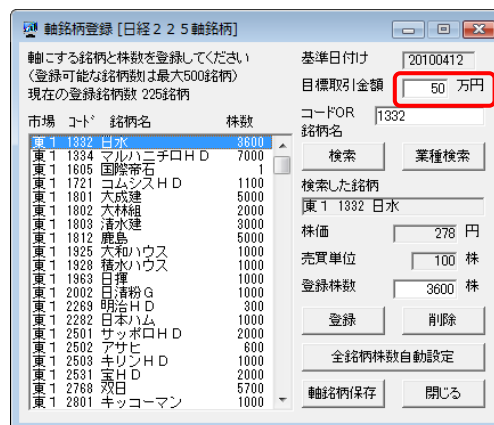 軸銘柄登録 [日経２２５軸銘柄]
軸にする銘柄と株数を登録してください
（登録可能な銘柄数は最大500銘柄）
現在の登録銘柄数 225銘柄
市場 ｺｰﾄﾞ 銘柄名 株数
東1 1332 日水 3600
東1 1334 マルハニチロＨＤ 7000
東1 1605 国際帝石 1
東1 1721 コムシスＨＤ 1100
東1 1801 大成建 5000
東1 1802 大林組 2000
東1 1803 清水建 3000
東1 1812 鹿島 5000
東1 1925 大和ハウス 1000
東1 1928 積水ハウス 1000
東1 1963 日揮 1000
東1 2002 日清粉Ｇ 1000
東1 2269 明治ＨＤ 300
東1 2282 日本ハム 1000
東1 2501 サッポロＨＤ 2000
東1 2502 アサヒ 600
東1 2503 キリンＨＤ 1000
東1 2531 宝ＨＤ 2000
東1 2768 双日 5700
東1 2801 キッコーマン 1000
基準日付け 20100412
目標取引金額 50 万円
コードOR 1332
銘柄名
検索 業種検索
検索した銘柄
東１ 1332 日水
株価 278 円
売買単位 100 株
登録株数 3600 株
登録 削除
全銘柄株数自動設定
軸銘柄保存 閉じる